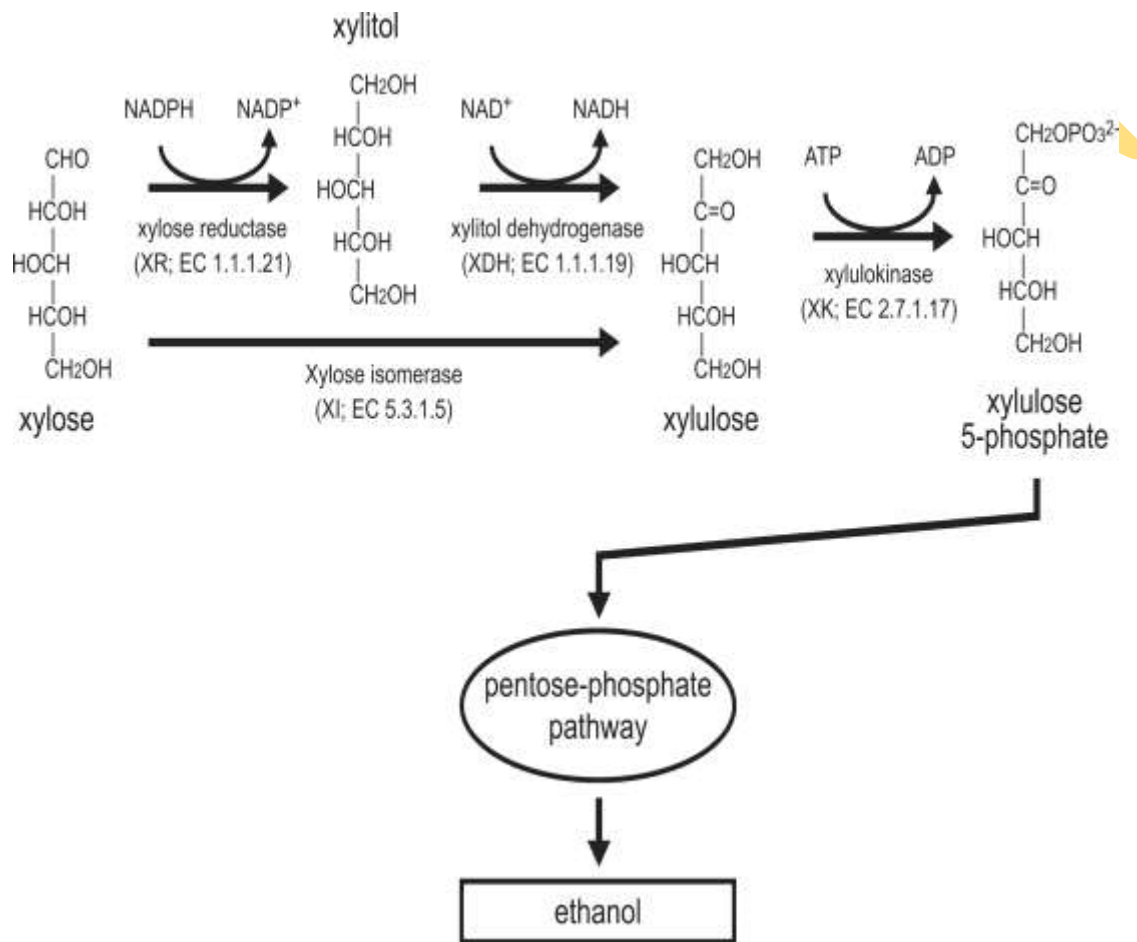 xylitol
NADPH
NADP+
CH2OH
HCOH
HOCH
HCOH
CH2OH
NAD+
NADH
CHO
HCOH
HOCH
HCOH
CH2OH
xylose
xylose reductase
(XR; EC 1.1.1.21)
xylitol dehydrogenase
(XDH; EC 1.1.1.19)
Xylose isomerase
(XI; EC 5.3.1.5)
CH2OH
C=O
HOCH
HCOH
CH2OH
xylulose
ATP
ADP
xylulokinase
(XK; EC 2.7.1.17)
CH2OPO3²-
C=O
HOCH
HCOH
CH2OH
xylulose
5-phosphate
pentose-phosphate
pathway
ethanol